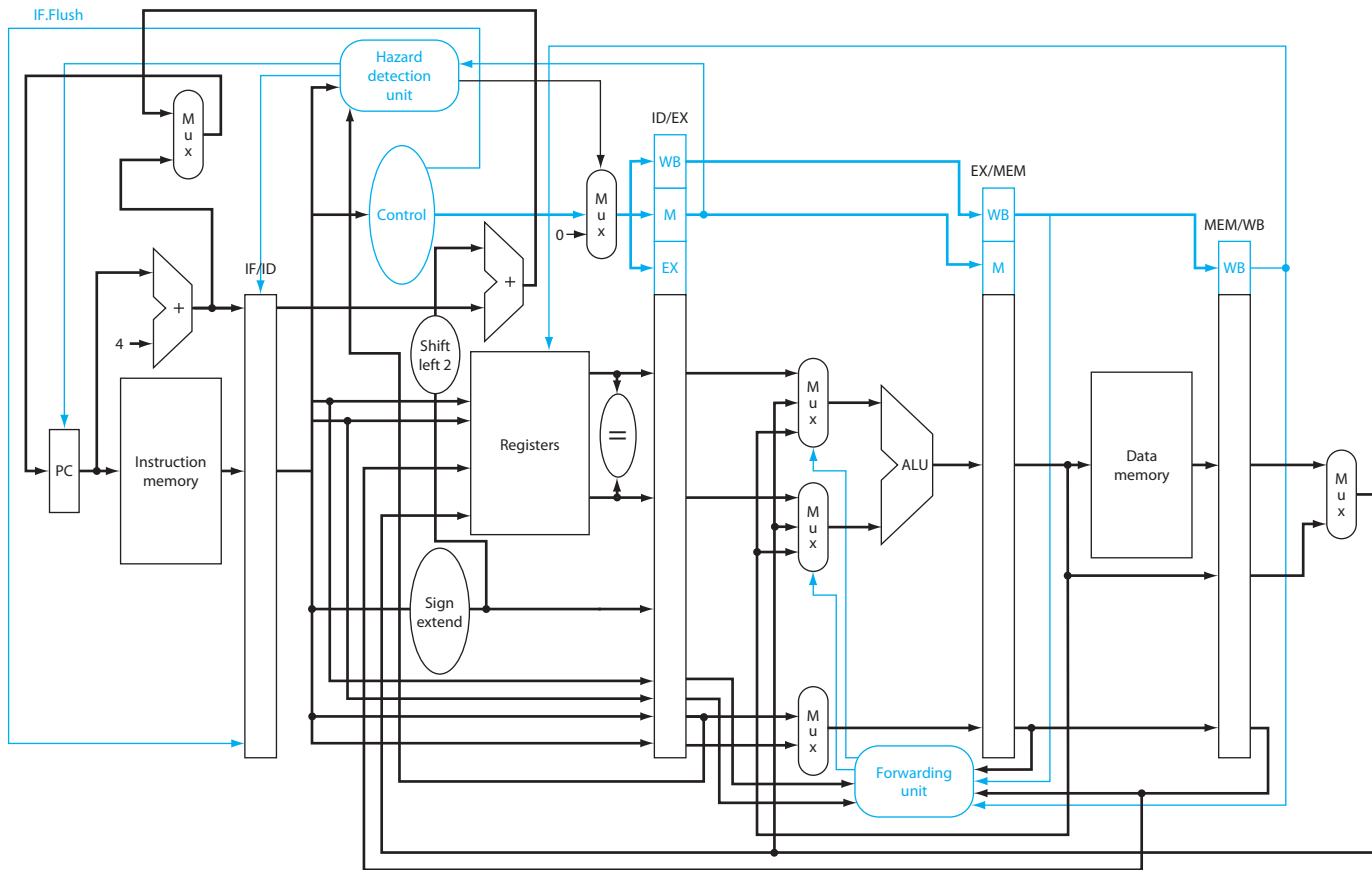 IF.Flush
Hazard
detection
unit
M
u
x
ID/EX
WB
EX/MEM
M
u
x
Control
M
WB
MEM/WB
0
IF/ID
+
+
EX
M
WB
4
Shift
left 2
M
u
x
Registers
=
ALU
PC
Instruction
memory
Data
memory
M
u
x
M
u
x
Sign
extend
M
u
x
Forwarding
unit